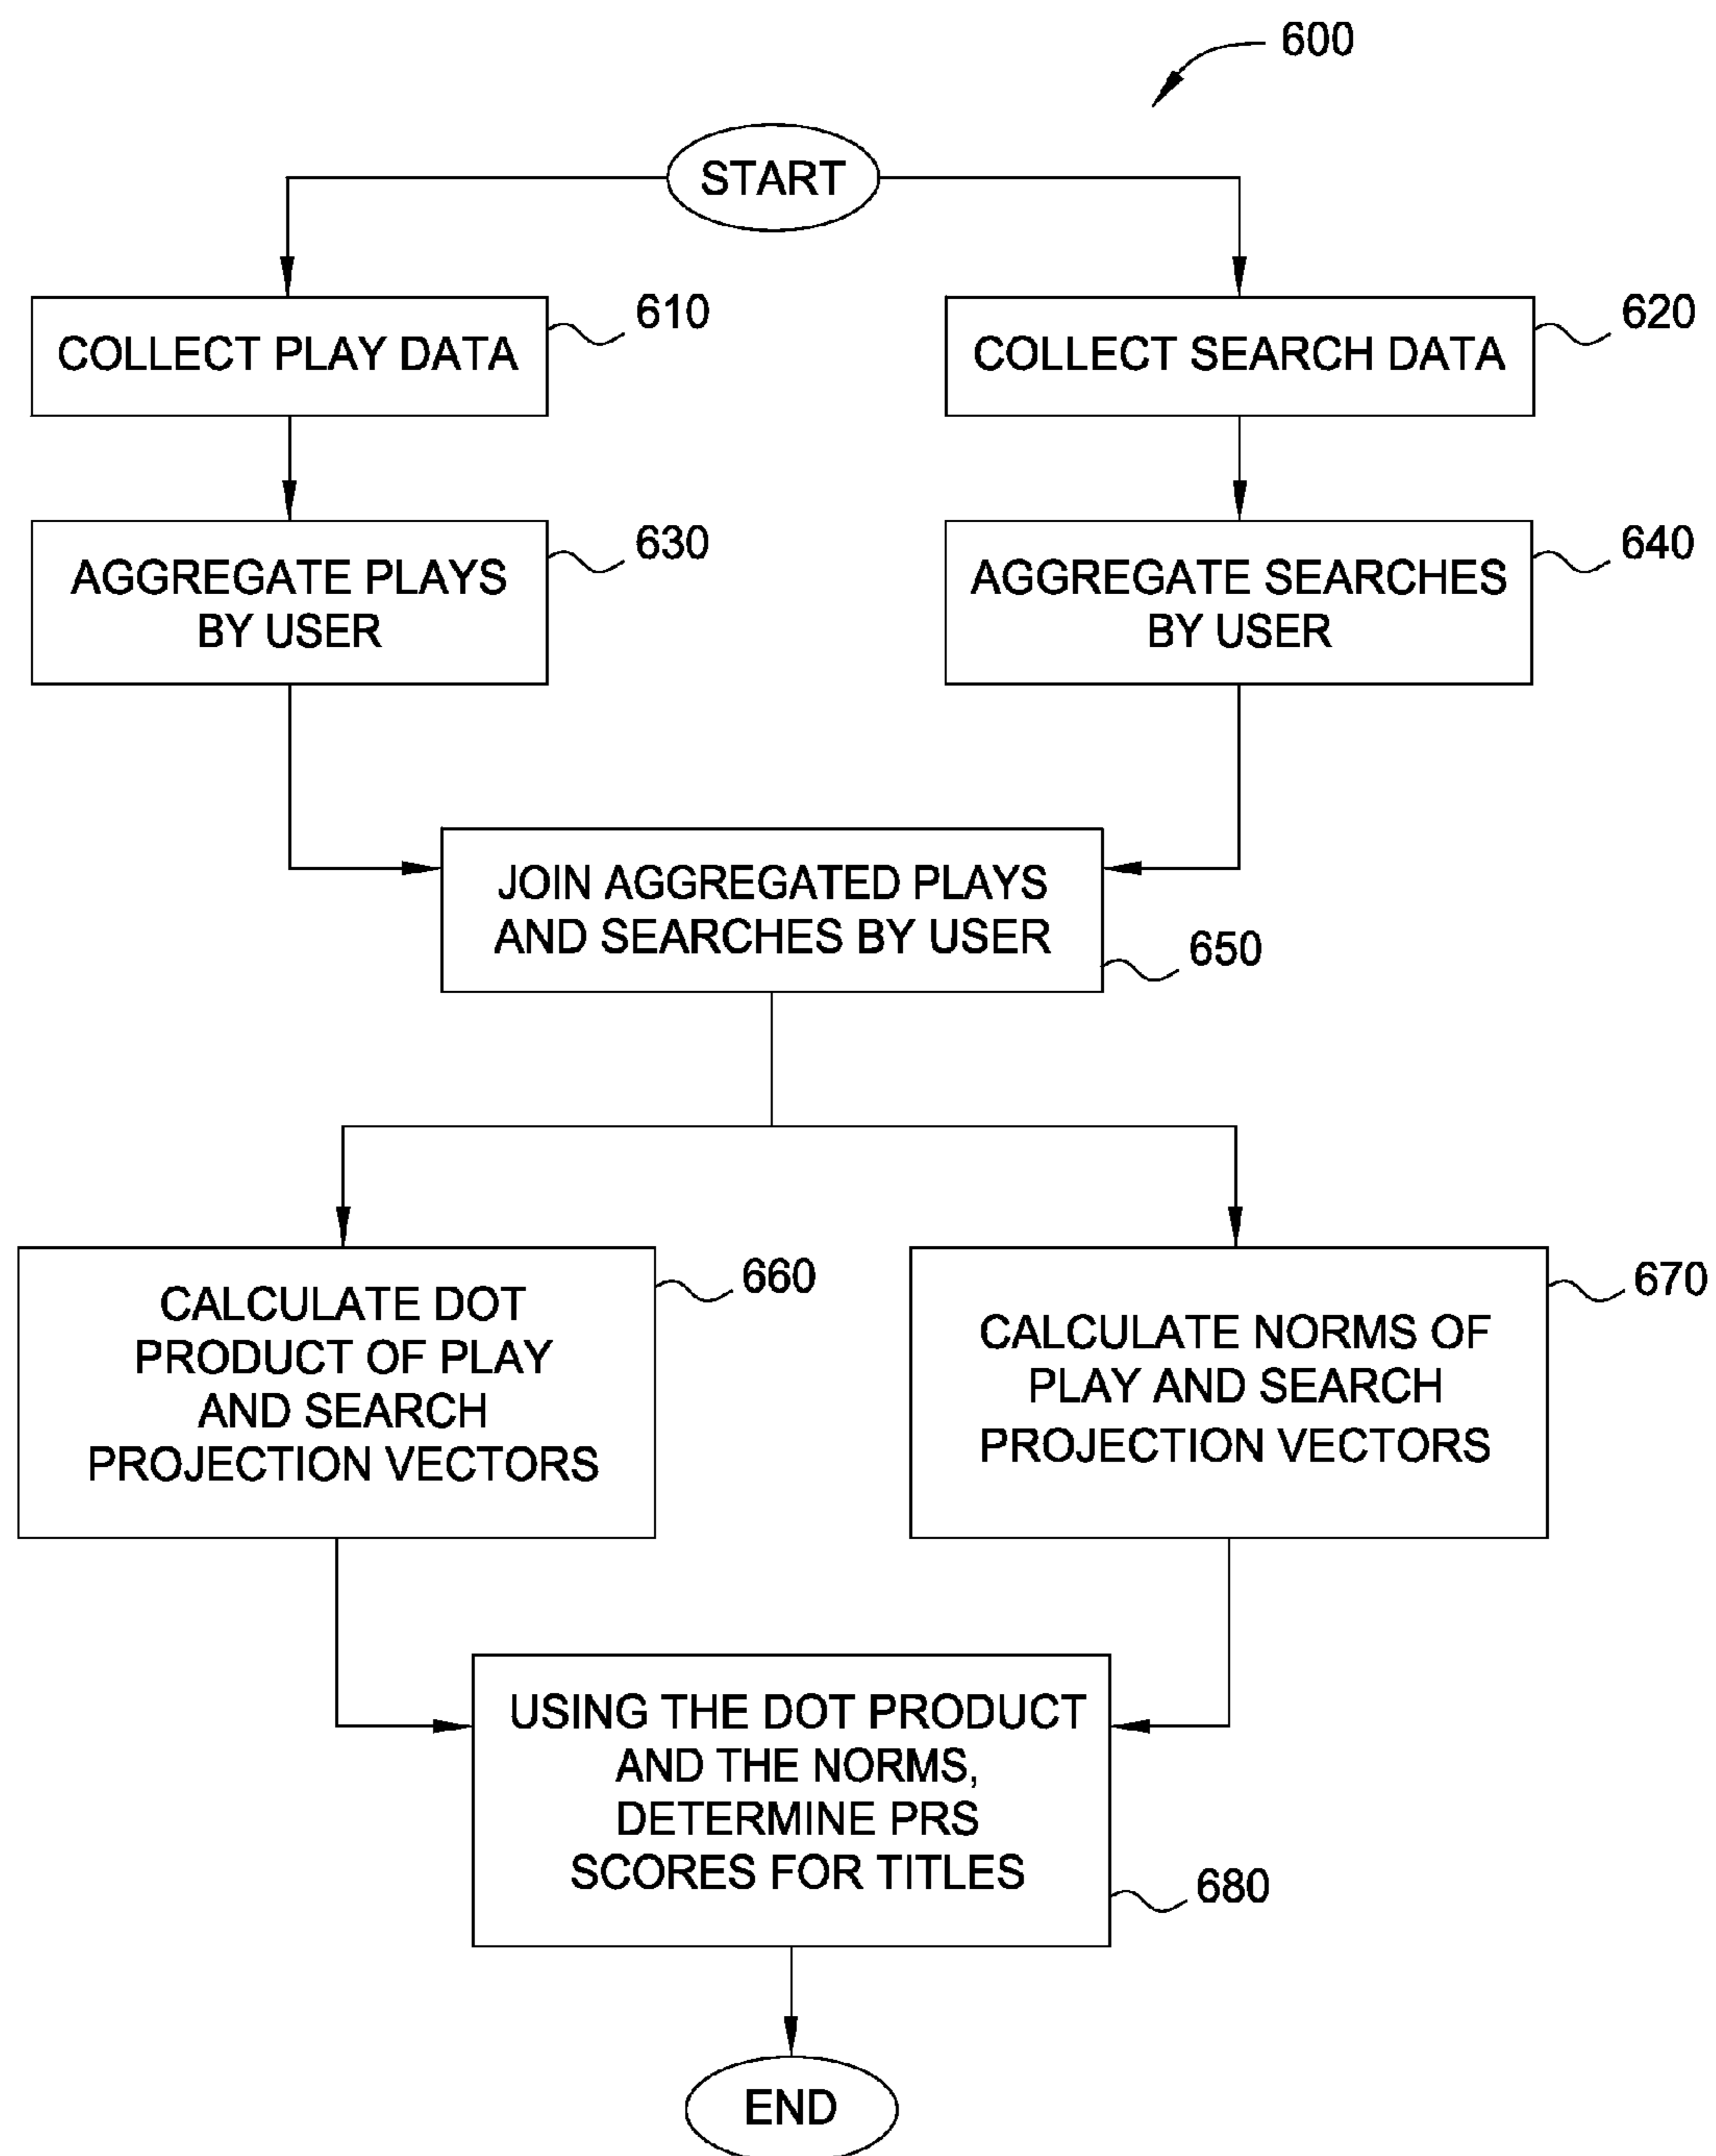 600
START
COLLECT PLAY DATA
610
COLLECT SEARCH DATA
620
AGGREGATE PLAYS
BY USER
630
AGGREGATE SEARCHES
BY USER
640
JOIN AGGREGATED PLAYS
AND SEARCHES BY USER
650
CALCULATE DOT
PRODUCT OF PLAY
AND SEARCH
PROJECTION VECTORS
660
CALCULATE NORMS OF
PLAY AND SEARCH
PROJECTION VECTORS
670
USING THE DOT PRODUCT
AND THE NORMS,
DETERMINE PRS
SCORES FOR TITLES
680
END